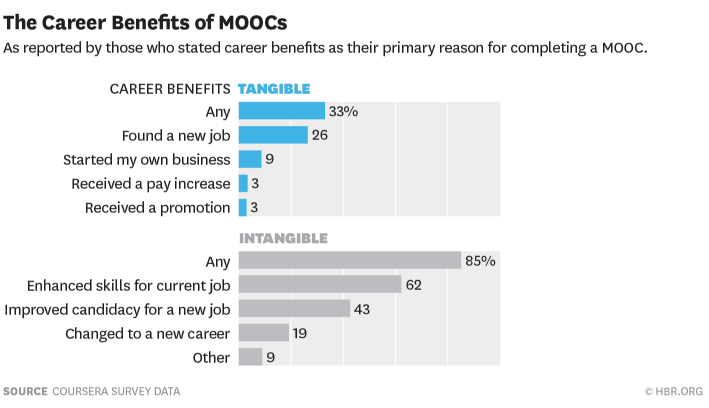 The Career Benefits of MOOCs
As reported by those who stated career benefits as their primary reason for completing a MOOC.
CAREER BENEFITS TANGIBLE
Any 33%
Found a new job 26
Started my own business 9
Received a pay increase 3
Received a promotion 3
INTANGIBLE
Any 85%
Enhanced skills for current job 62
Improved candidacy for a new job 43
Changed to a new career 19
Other 9
SOURCE COURSERA SURVEY DATA © HBR.ORG